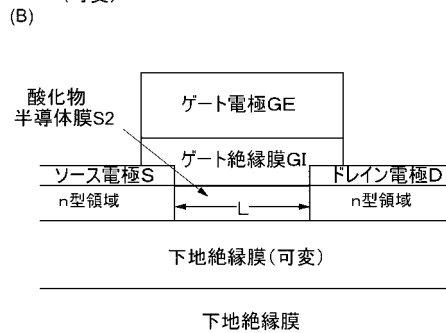 (可変)
(B)
酸化物
半導体膜S2
ゲート電極GE
ゲート絶縁膜GI
ソース電極S
ドレイン電極D
n型領域
L
n型領域
下地絶縁膜(可変)
下地絶縁膜